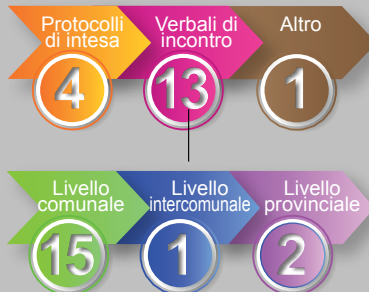 Protocolli
di intesa
Verbali di
incontro
Altro
4
13
1
Livello
comunale
Livello
intercomunale
Livello
provinciale
15
1
2